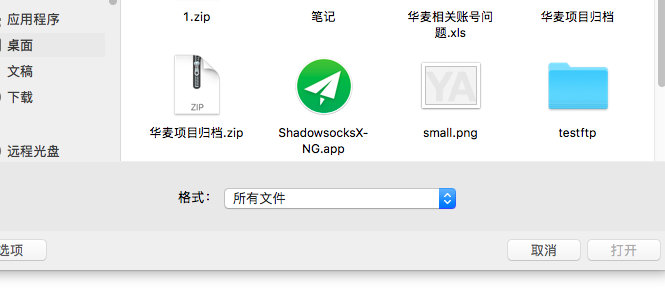 应用程序
桌面
文稿
下载
远程光盘
1.zip
笔记
华麦相关账号问
题.xls
华麦项目归档
ZIP
YA
华麦项目归档.zip
ShadowsocksX-
NG.app
small.png
testftp
格式：
所有文件
选项
取消
打开